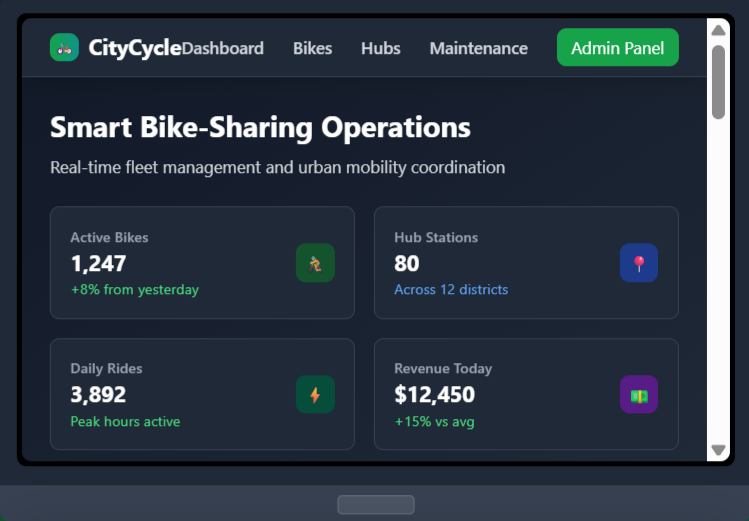 CityCycle Dashboard Bikes Hubs Maintenance Admin Panel
Smart Bike-Sharing Operations
Real-time fleet management and urban mobility coordination
Active Bikes
1,247
+8% from yesterday
Hub Stations
80
Across 12 districts
Daily Rides
3,892
Peak hours active
Revenue Today
$12,450
+15% vs avg